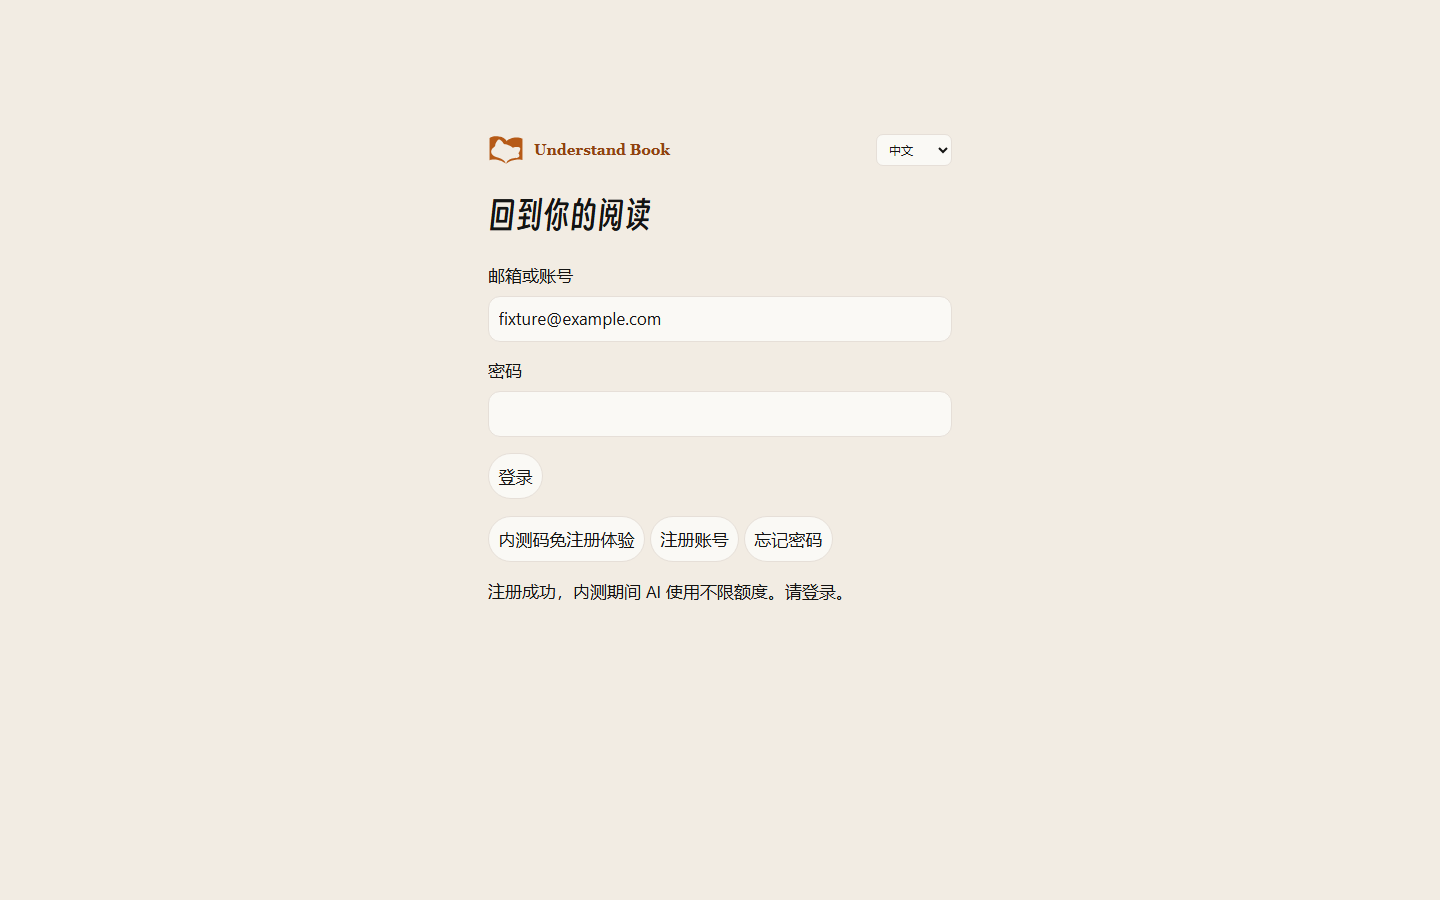 Understand Book
中文
回到你的阅读
邮箱或账号
fixture@example.com
密码
登录
内测码免注册体验 注册账号 忘记密码
注册成功，内测期间 AI 使用不限额度。请登录。